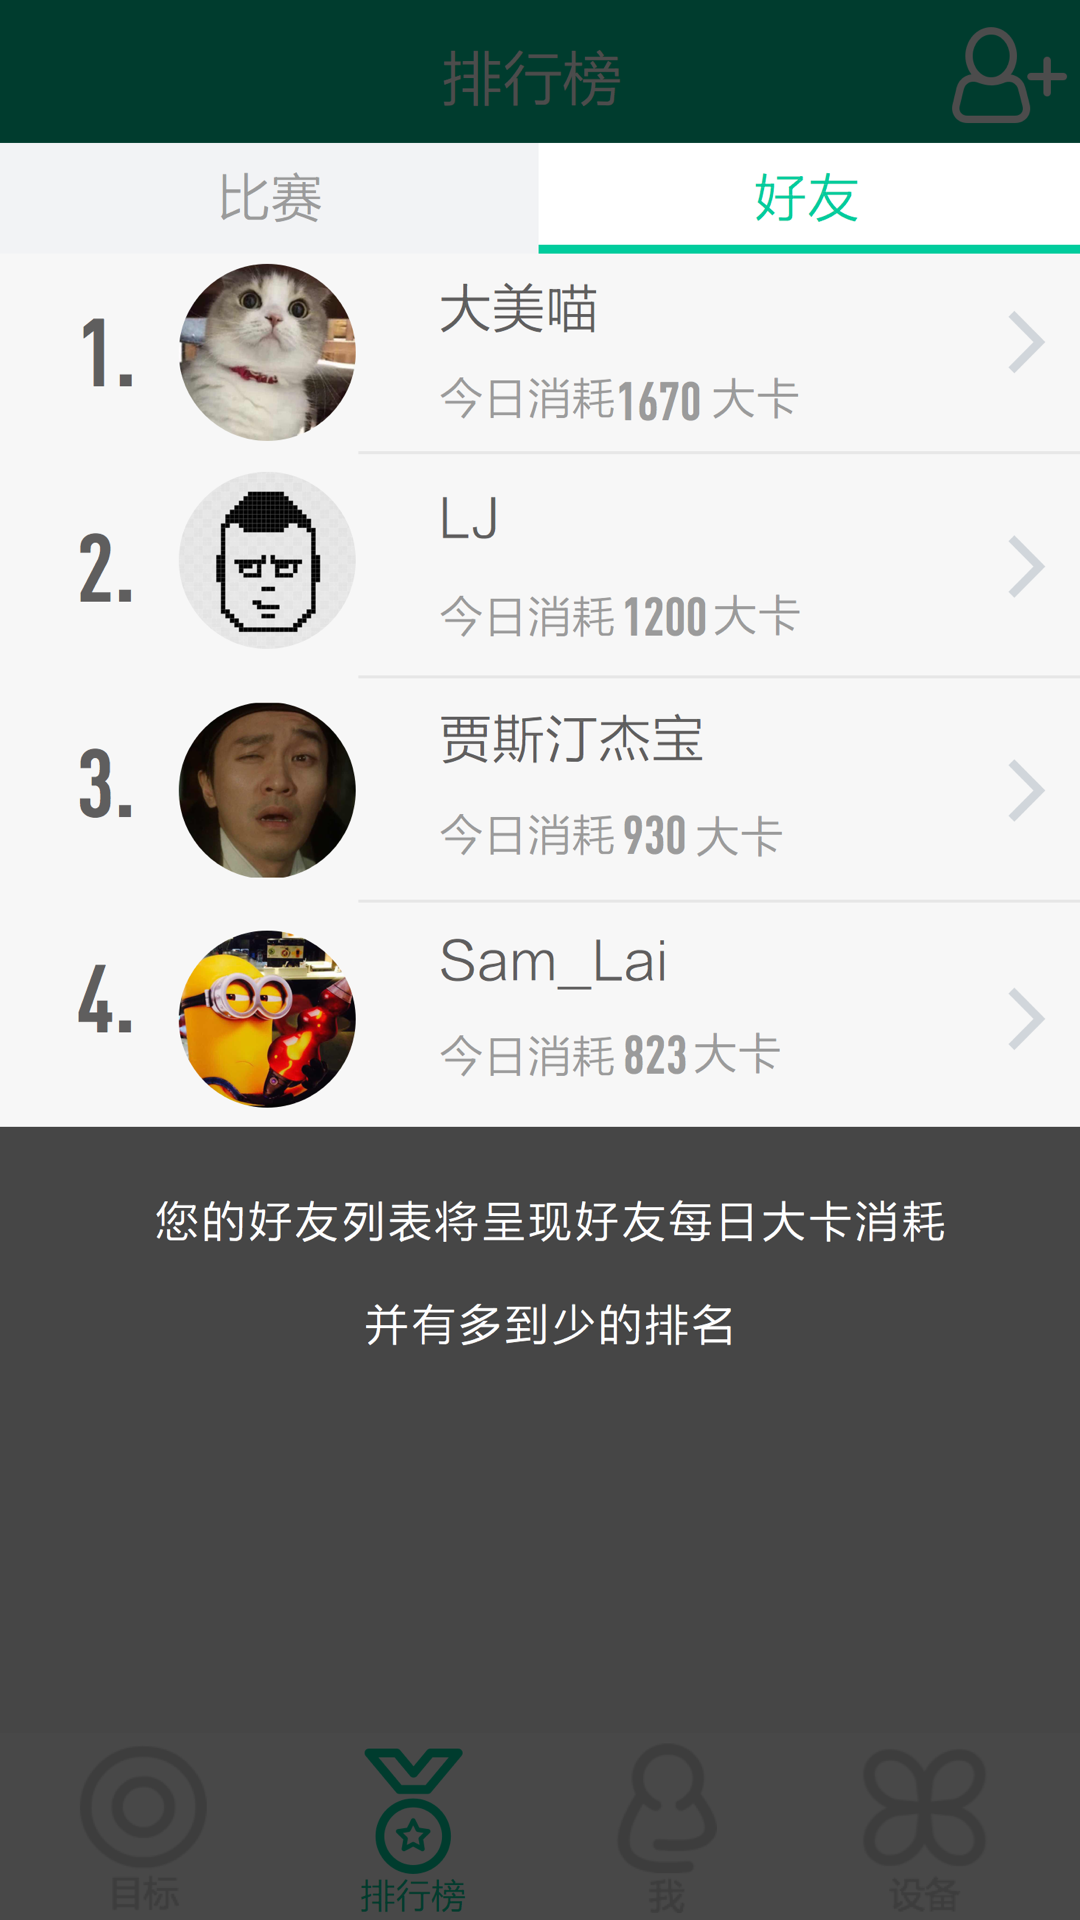 排行榜
比赛 好友
1. 大美喵
今日消耗1670 大卡
2. LJ
今日消耗 1200 大卡
3. 贾斯汀杰宝
今日消耗 930 大卡
4. Sam_Lai
今日消耗 823 大卡
您的好友列表将呈现好友每日大卡消耗
并有多到少的排名
目标 排行榜 我 设备